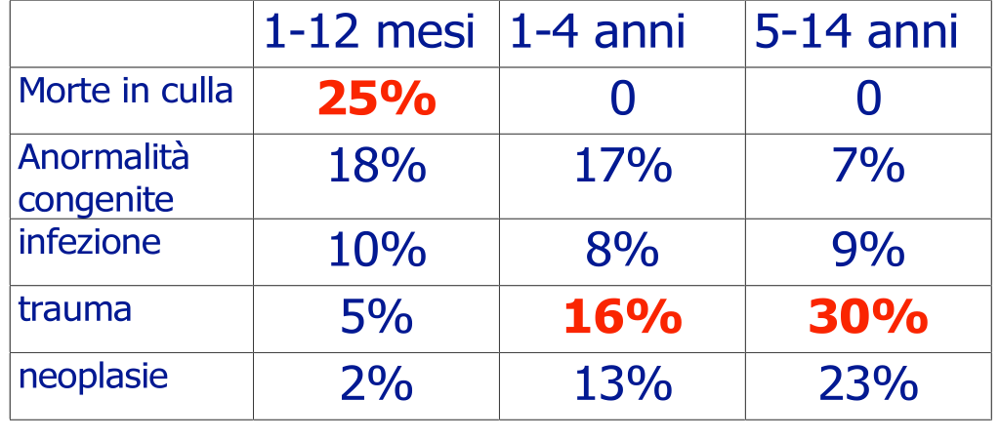 1-12 mesi 1-4 anni 5-14 anni
Morte in culla 25% 0 0
Anormalità
congenite 18% 17% 7%
infezione 10% 8% 9%
trauma 5% 16% 30%
neoplasie 2% 13% 23%